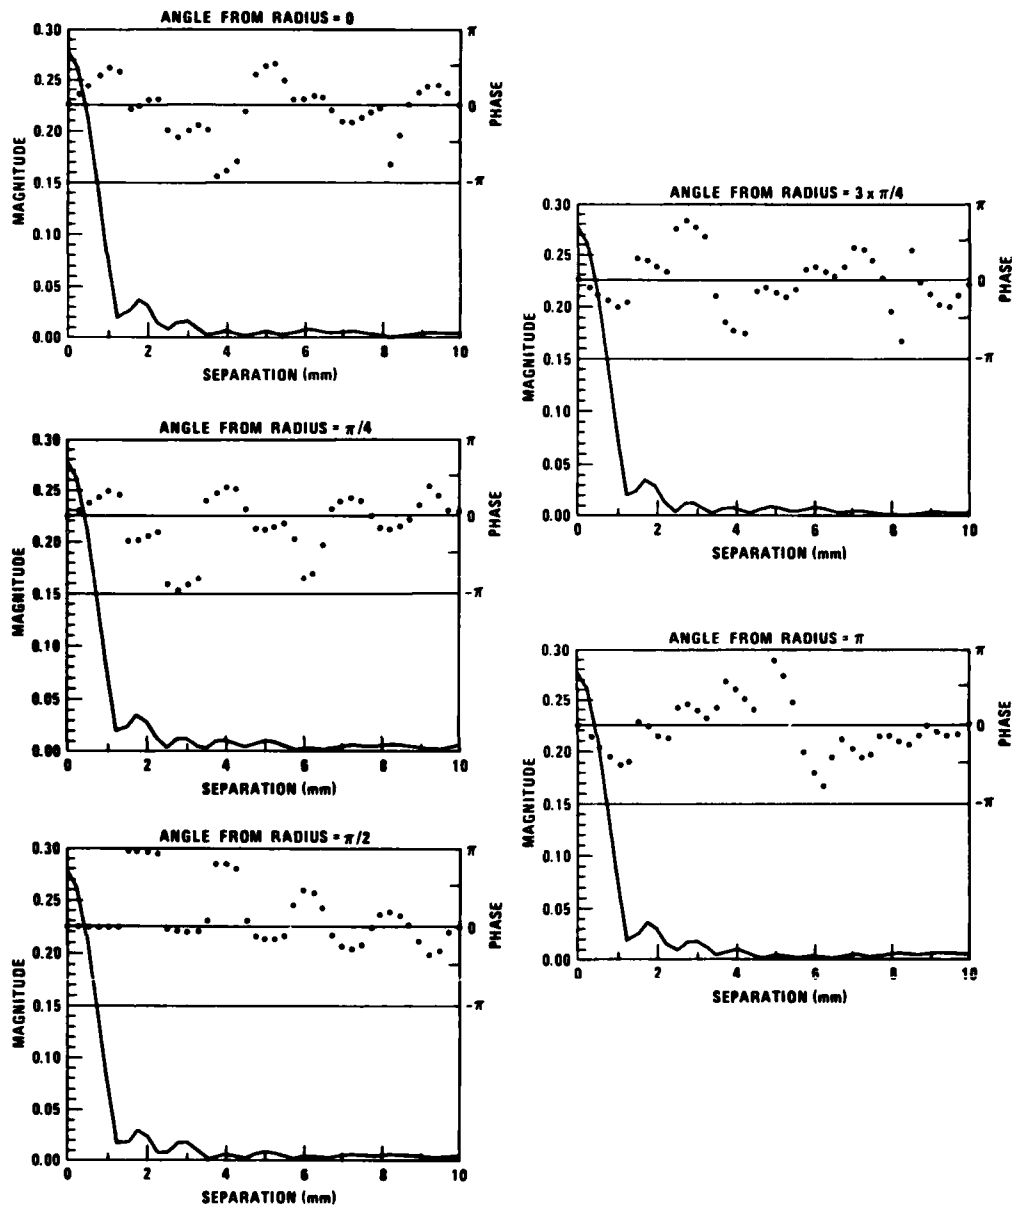 ANGLE FROM RADIUS = 0
0.30
0.25
0.20
0.15
0.10
0.05
0.00
MAGNITUDE
π
0
-π
PHASE
0 2 4 6 8 10
SEPARATION (mm)
ANGLE FROM RADIUS = π/4
0.30
0.25
0.20
0.15
0.10
0.05
0.00
MAGNITUDE
π
0
-π
PHASE
0 2 4 6 8 10
SEPARATION (mm)
ANGLE FROM RADIUS = π/2
0.30
0.25
0.20
0.15
0.10
0.05
0.00
MAGNITUDE
π
0
-π
PHASE
0 2 4 6 8 10
SEPARATION (mm)
ANGLE FROM RADIUS = 3 x π/4
0.30
0.25
0.20
0.15
0.10
0.05
0.00
MAGNITUDE
π
0
-π
PHASE
0 2 4 6 8 10
SEPARATION (mm)
ANGLE FROM RADIUS = π
0.30
0.25
0.20
0.15
0.10
0.05
0.00
MAGNITUDE
π
0
-π
PHASE
0 2 4 6 8 10
SEPARATION (mm)